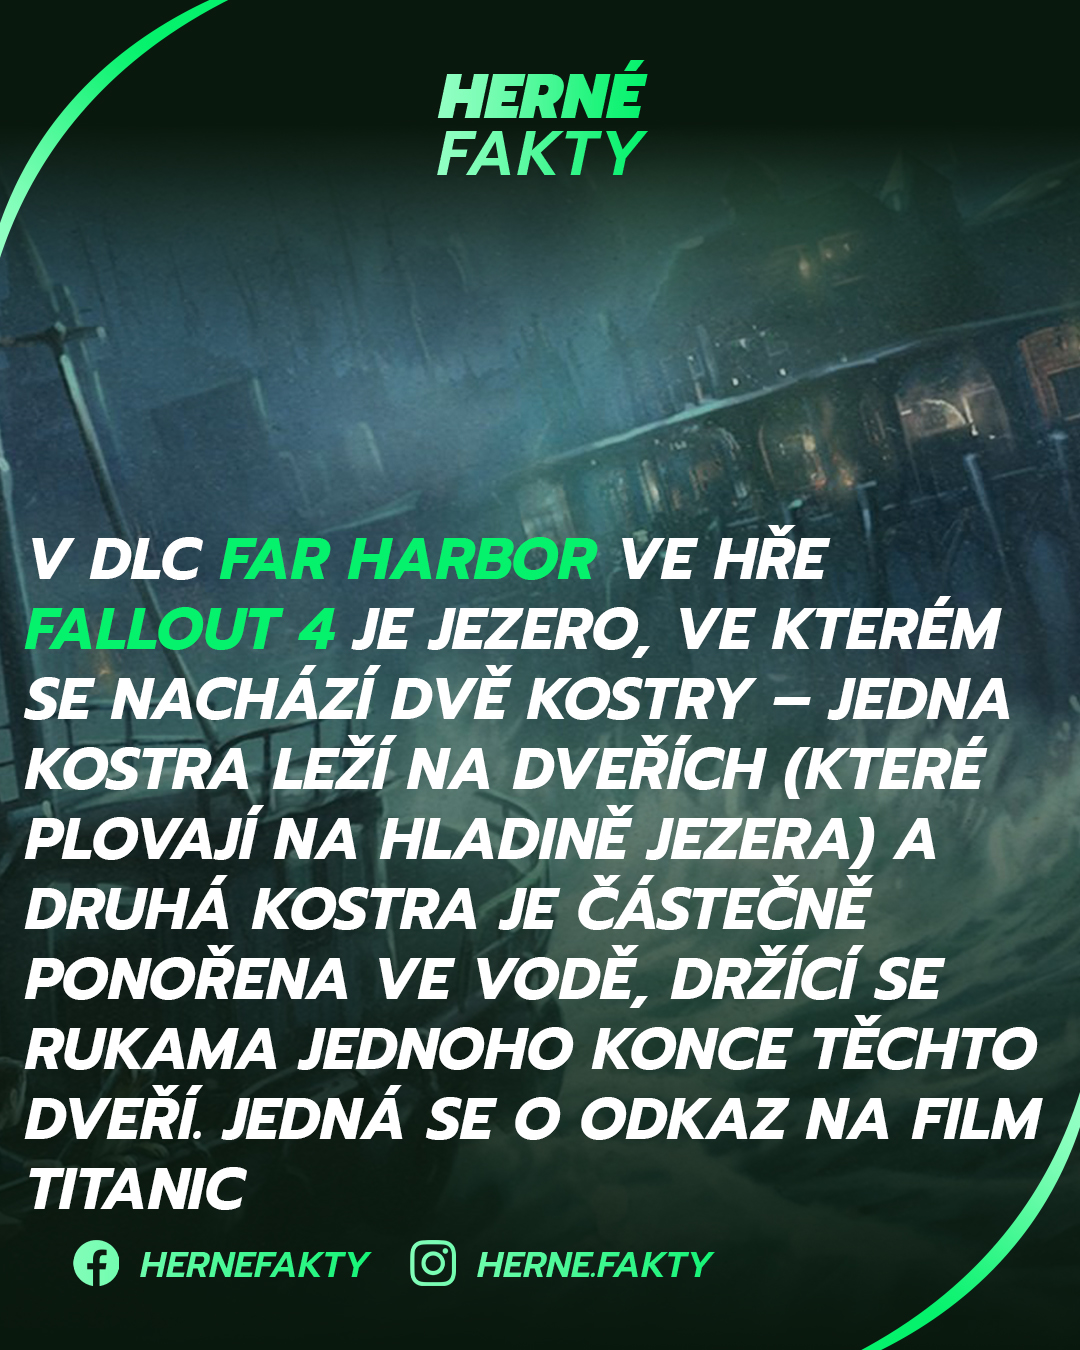 HERNÉ
FAKTY
V DLC FAR HARBOR VE HŘE
FALLOUT 4 JE JEZERO, VE KTERÉM
SE NACHÁZÍ DVĚ KOSTRY – JEDNA
KOSTRA LEŽÍ NA DVEŘÍCH (KTERÉ
PLOVAJÍ NA HLADINĚ JEZERA) A
DRUHÁ KOSTRA JE ČÁSTEČNĚ
PONOŘENA VE VODĚ, DRŽÍCÍ SE
RUKAMA JEDNOHO KONCE TĚCHTO
DVEŘÍ. JEDNÁ SE O ODKAZ NA FILM
TITANIC
HERNEFAKTY HERNE.FAKTY